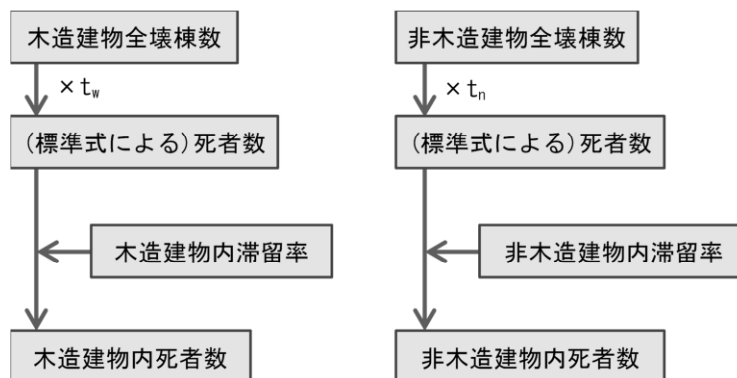 木造建物全壊棟数
×tw
(標準式による)死者数
木造建物内滞留率
木造建物内死者数
非木造建物全壊棟数
×tn
(標準式による)死者数
非木造建物内滞留率
非木造建物内死者数